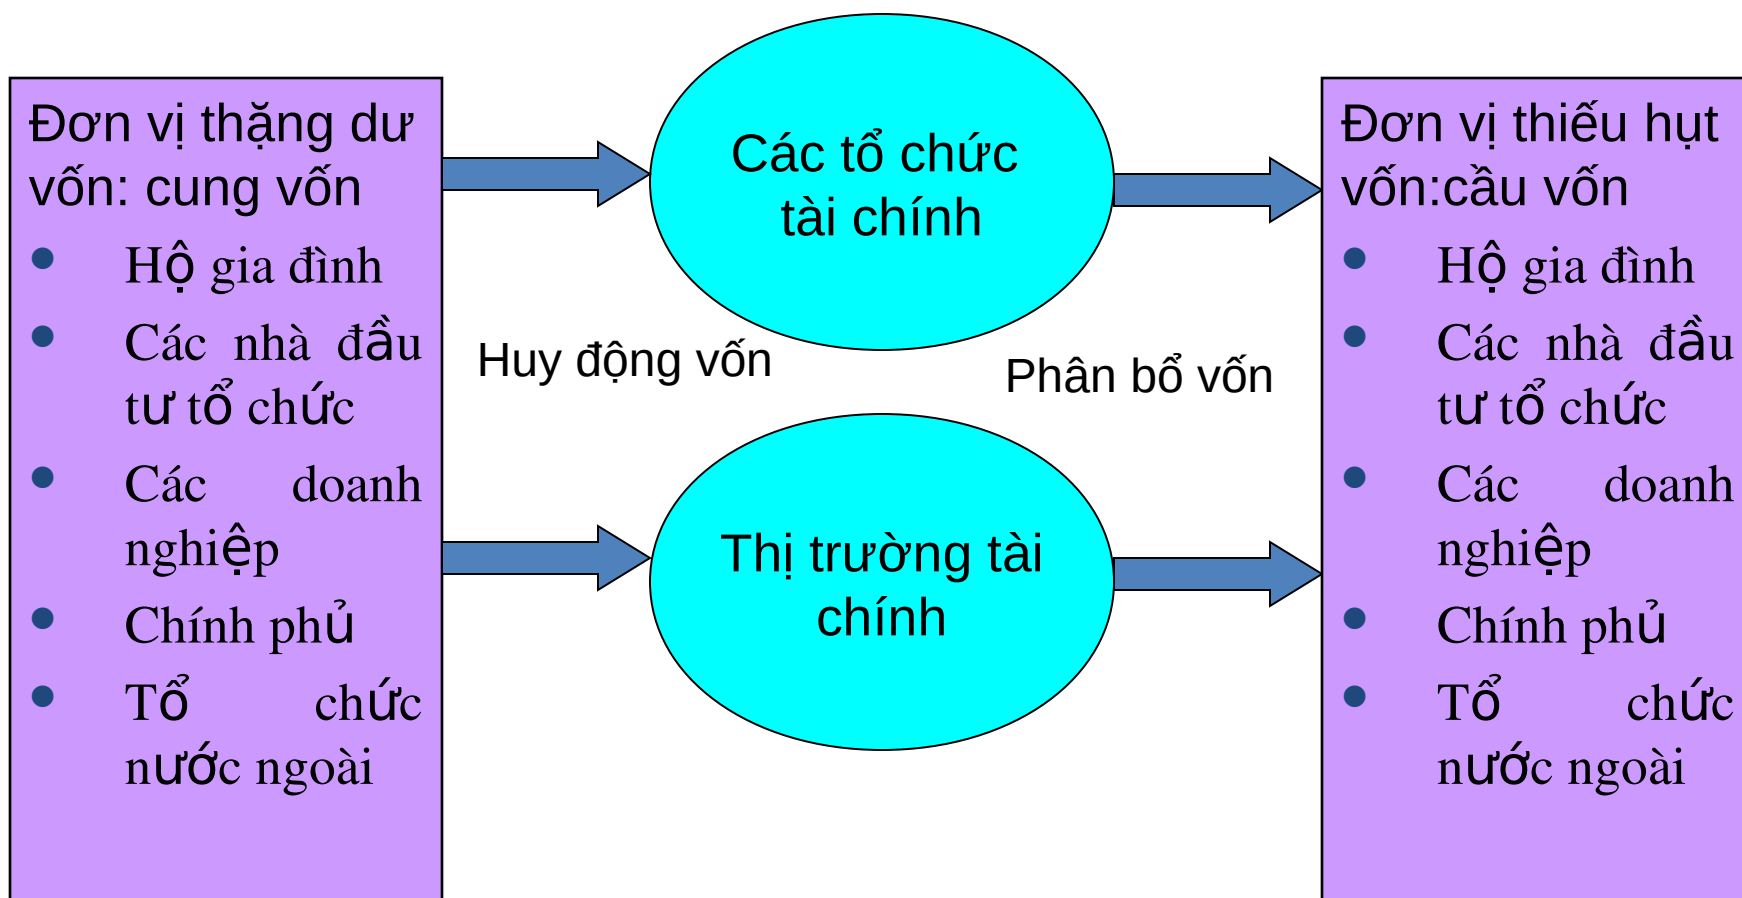 Đơn vị thặng dư
vốn: cung vốn
Hộ gia đình
Các nhà đầu
tư tổ chức
Các doanh
nghiệp
Chính phủ
Tổ chức
nước ngoài
Các tổ chức
tài chính
Huy động vốn
Phân bổ vốn
Thị trường tài
chính
Đơn vị thiếu hụt
vốn:cầu vốn
Hộ gia đình
Các nhà đầu
tư tổ chức
Các doanh
nghiệp
Chính phủ
Tổ chức
nước ngoài